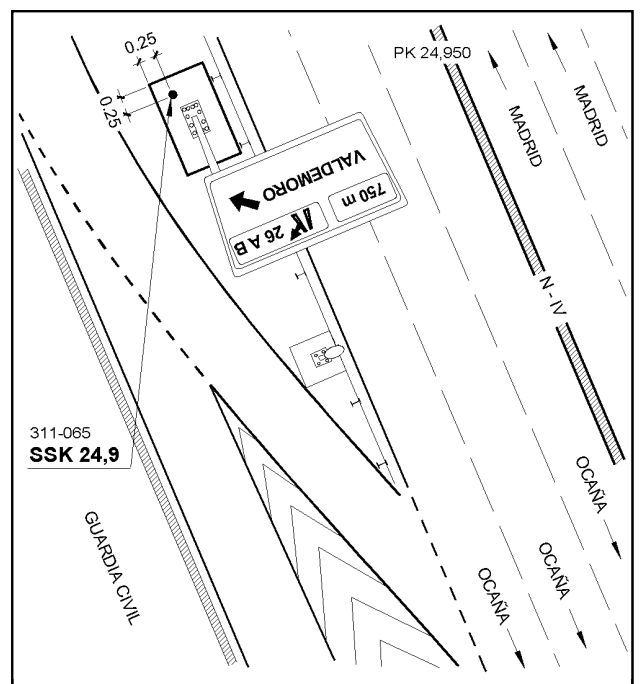 0.25
0.25
PK 24,950
MADRID
MADRID
VALDEMORO
750 m
26 A B
N - IV
311-065
SSK 24,9
GUARDIA CIVIL
OCAÑA
OCAÑA
OCAÑA